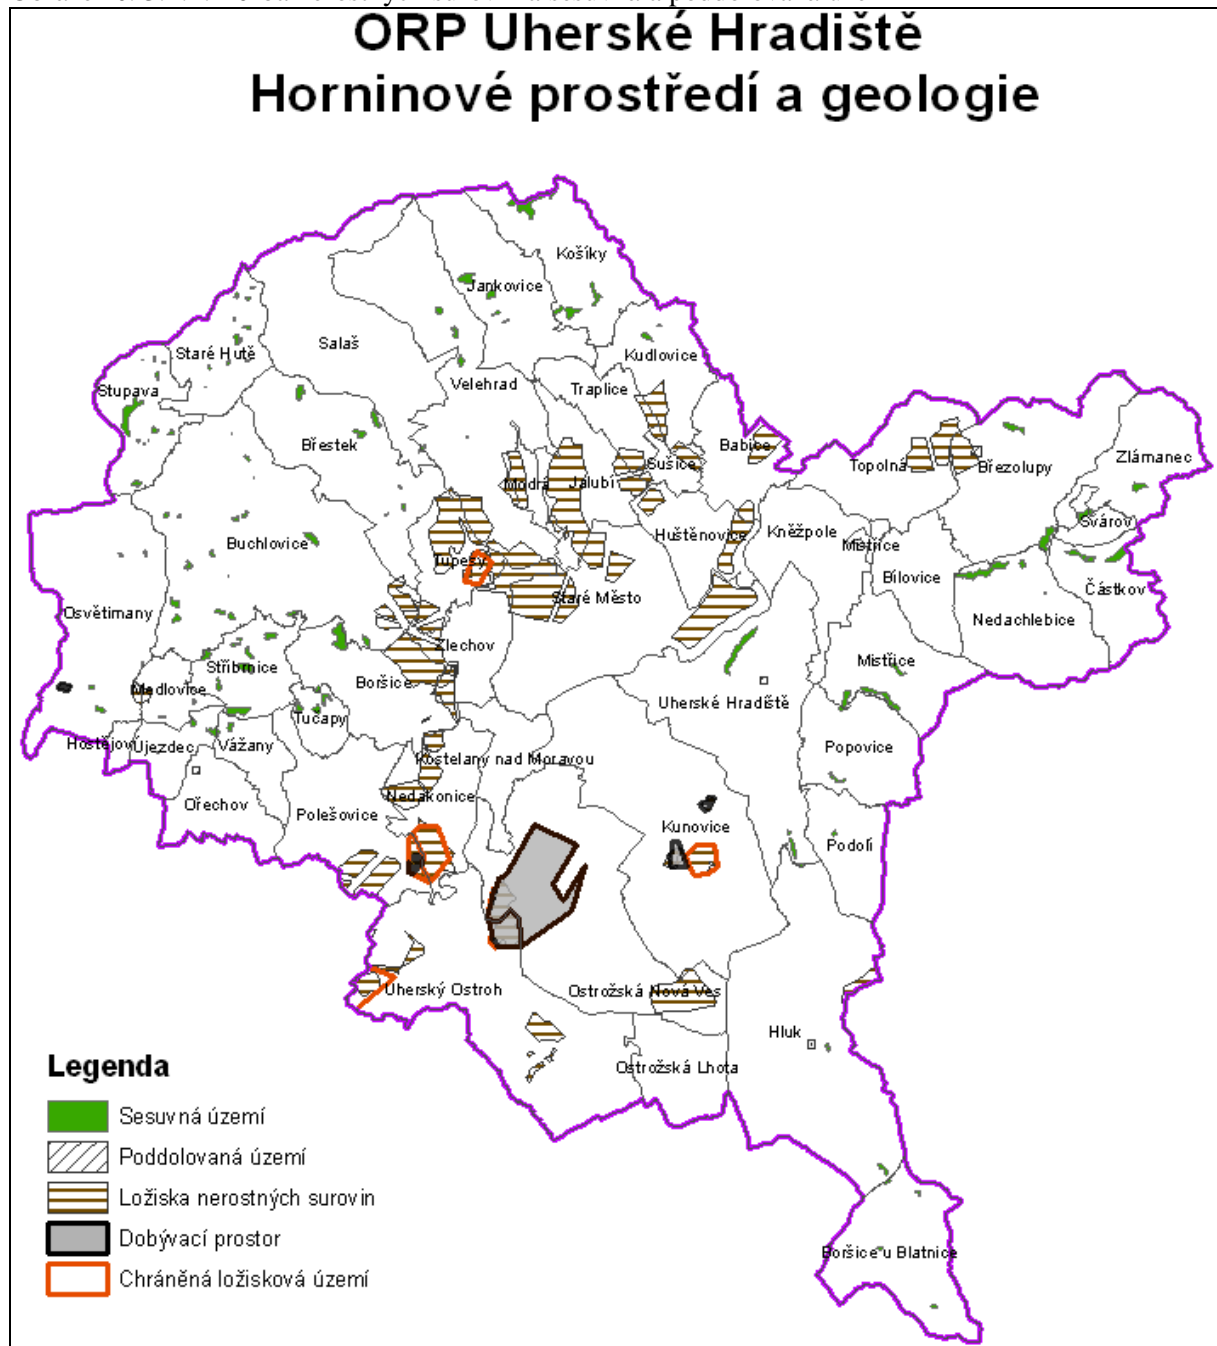 ORP Uherské Hradiště
Horninové prostředí a geologie
Košíky
Jankovice
Salaš
Staré Hutě
Kudlovice
Stupava
Velehrad
Traplice
Břestek
Babice
Zlámanec
Sušice
Topolná
Březolupy
Modrá
Jalubí
Švárov
Huštěnovice
Kněžpole
Buchlovice
Mistřice
Tupesy
Bílovice
Částkov
Staré Město
Osvětimany
Nedachlebice
Zlechov
Stříbrnice
Mistřice
Boršice
Medlovice
Uherské Hradiště
Tučapy
Hostějov
Újezdec
Vážany
Popovice
Kostelany nad Moravou
Nedakonice
Ořechov
Polešovice
Kunovice
Podolí
Uherský Ostroh
Ostrožská Nová Ves
Hluk
Ostrožská Lhota
Boršice u Blatnice
Legenda
Sesuvná území
Poddolovaná území
Ložiska nerostných surovin
Dobývací prostor
Chráněná ložisková území